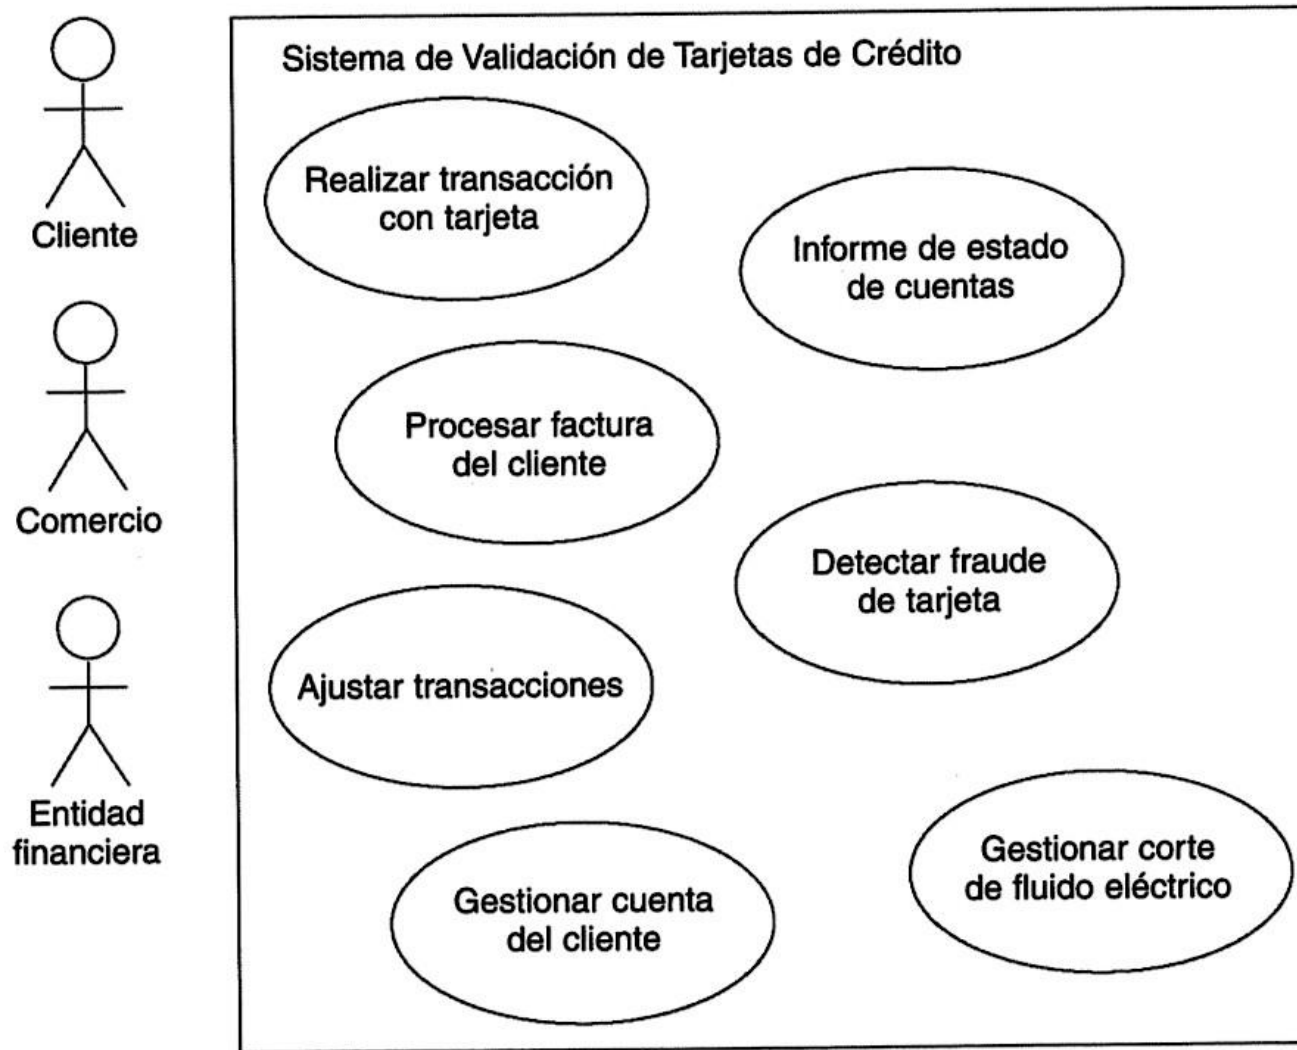 Sistema de Validación de Tarjetas de Crédito
Cliente
Realizar transacción
con tarjeta
Informe de estado
de cuentas
Comercio
Procesar factura
del cliente
Detectar fraude
de tarjeta
Entidad
financiera
Ajustar transacciones
Gestionar cuenta
del cliente
Gestionar corte
de fluido eléctrico